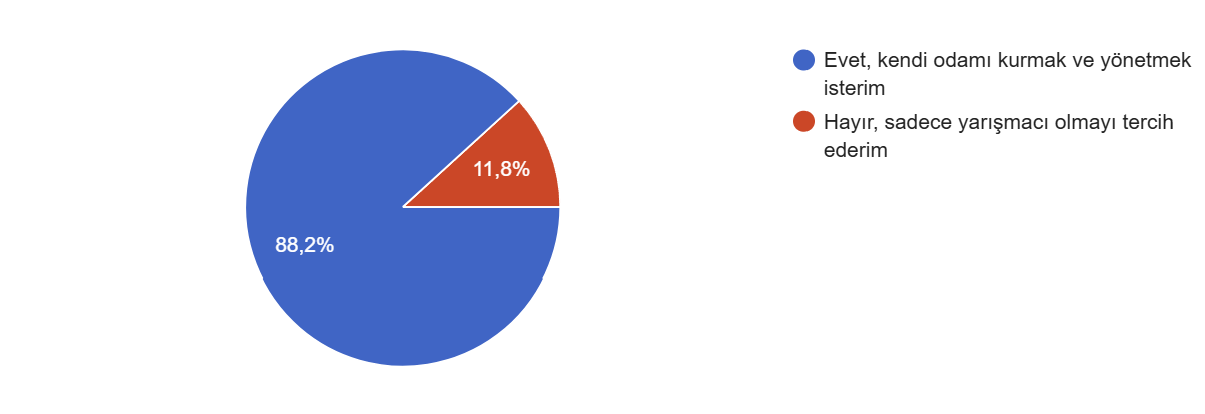 Evet, kendi odamı kurmak ve yönetmek
isterim
Hayır, sadece yarışmacı olmayı tercih
ederim
11,8%
88,2%